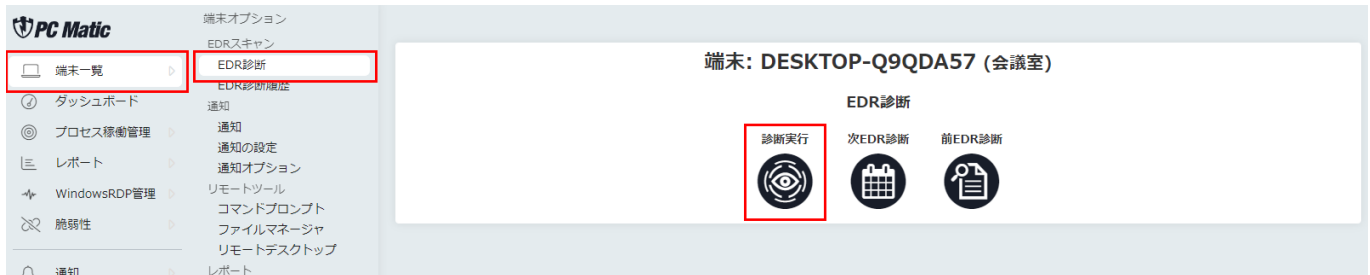 PC Matic
端末一覧
ダッシュボード
プロセス稼働管理
レポート
WindowsRDP管理
脆弱性
通知
端末オプション
EDRスキャン
EDR診断
EDR診断履歴
通知
通知
通知の設定
通知オプション
リモートツール
コマンドプロンプト
ファイルマネージャ
リモートデスクトップ
レポート
端末: DESKTOP-Q9QDA57 (会議室)
EDR診断
診断実行 次EDR診断 前EDR診断